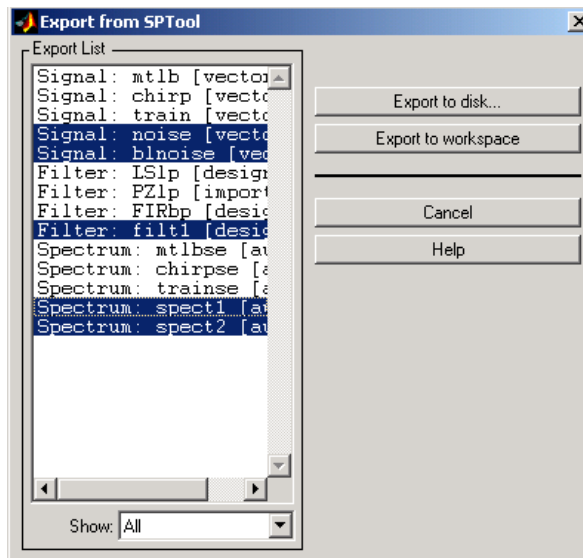 Export from SPTool
Export List
Signal: mtlb [vector
Signal: chirp [vecto
Signal: train [vecto
Signal: noise [vecto
Signal: blnoise [vec
Filter: LSlp [design
Filter: PZlp [import
Filter: FIRbp [desig
Filter: filt1 [desig
Spectrum: mtlbse [au
Spectrum: chirpse [a
Spectrum: trainse [a
Spectrum: spect1 [au
Spectrum: spect2 [au
Show: All
Export to disk...
Export to workspace
Cancel
Help